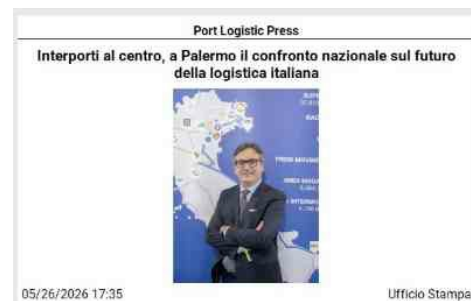 Port Logistic Press
Interporti al centro, a Palermo il confronto nazionale sul futuro
della logistica italiana
05/26/2026 17:35
Ufficio Stampa